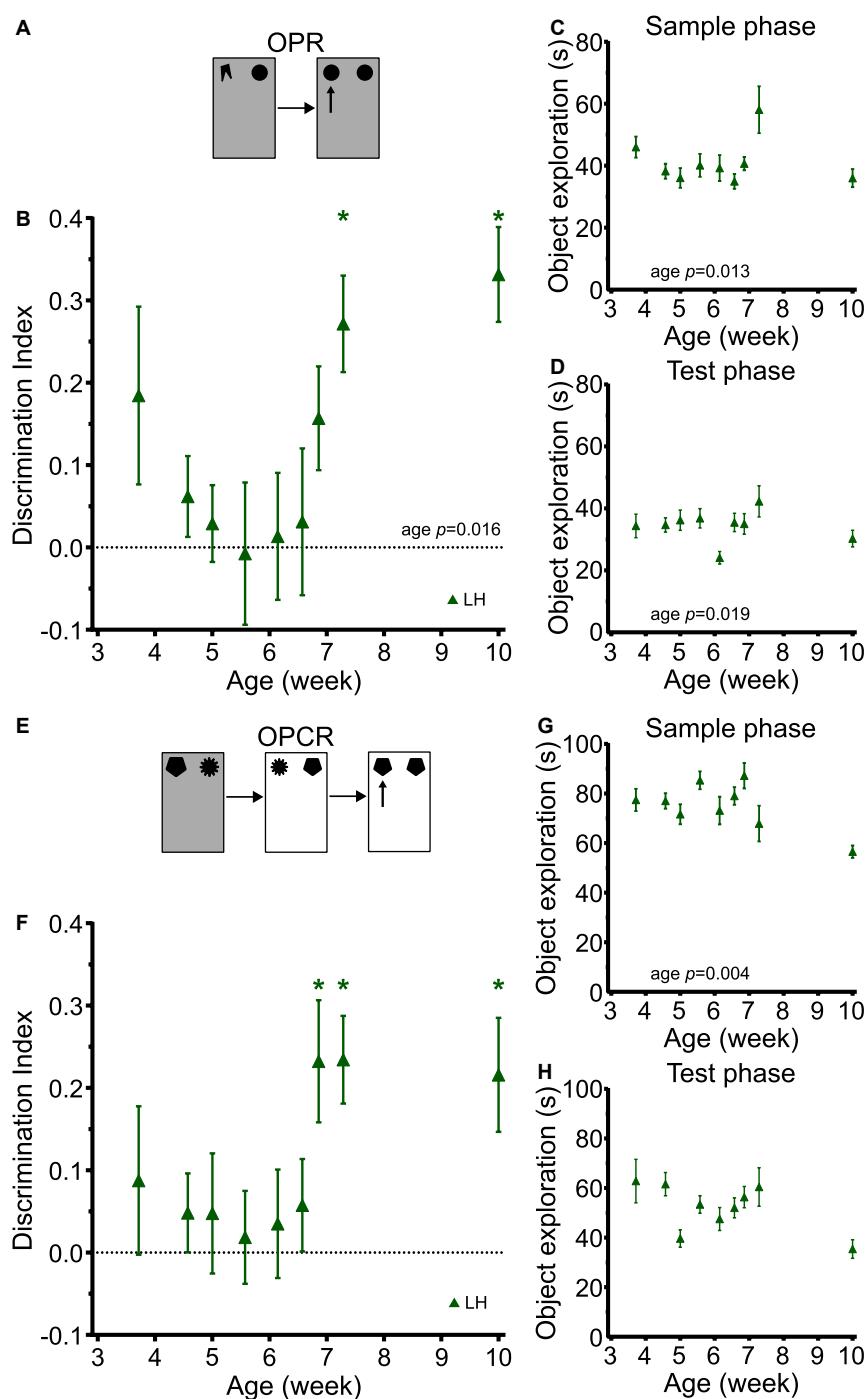 A
OPR
B
0.4
0.3
0.2
0.1
0.0
-0.1
Discrimination Index
* *
age p=0.016
LH
3 4 5 6 7 8 9 10
Age (week)
C
Sample phase
80
60
40
20
0
Object exploration (s)
age p=0.013
3 4 5 6 7 8 9 10
Age (week)
D
Test phase
80
60
40
20
0
Object exploration (s)
age p=0.019
3 4 5 6 7 8 9 10
Age (week)
E
OPCR
F
0.4
0.3
0.2
0.1
0.0
-0.1
Discrimination Index
* * *
LH
3 4 5 6 7 8 9 10
Age (week)
G
Sample phase
100
80
60
40
20
0
Object exploration (s)
age p=0.004
3 4 5 6 7 8 9 10
Age (week)
H
Test phase
100
80
60
40
20
0
Object exploration (s)
3 4 5 6 7 8 9 10
Age (week)